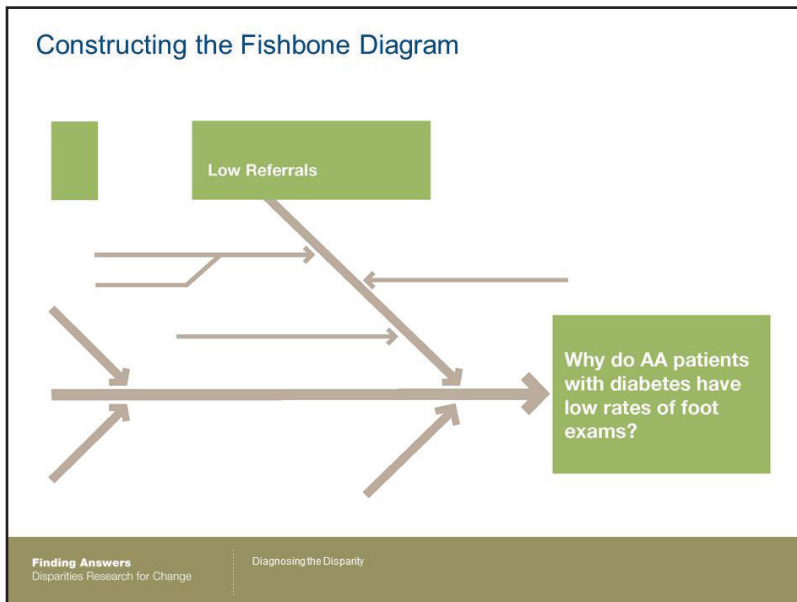 Constructing the Fishbone Diagram
Low Referrals
Why do AA patients
with diabetes have
low rates of foot
exams?
Finding Answers
Disparities Research for Change
Diagnosing the Disparity